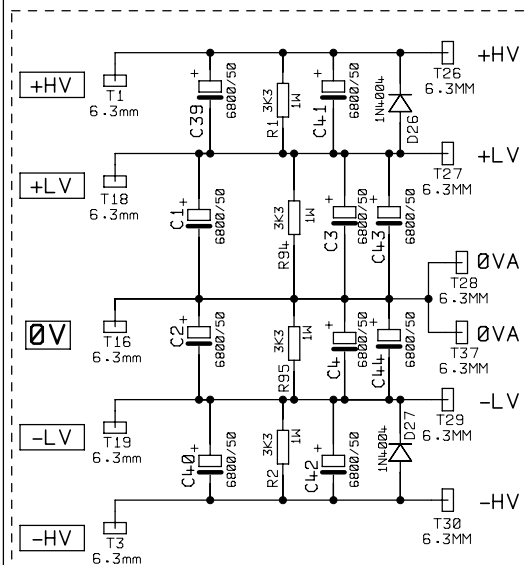 +HV
T1
6.3mm
C39
+
6800/50
3K3
1W
R1
C41
+
6800/50
1N4004
D26
T26
6.3MM
+HV
+LV
T18
6.3mm
C1
+
6800/50
3K3
1W
R94
C3
+
6800/50
C43
+
6800/50
T27
6.3MM
+LV
T28
6.3MM
0VA
0V
T16
6.3mm
C2
+
6800/50
3K3
1W
R95
C4
+
6800/50
C44
+
6800/50
T37
6.3MM
0VA
-LV
T19
6.3mm
C40
+
6800/50
3K3
1W
R2
C42
+
6800/50
1N4004
D27
T29
6.3MM
-LV
-HV
T3
6.3mm
T30
6.3MM
-HV